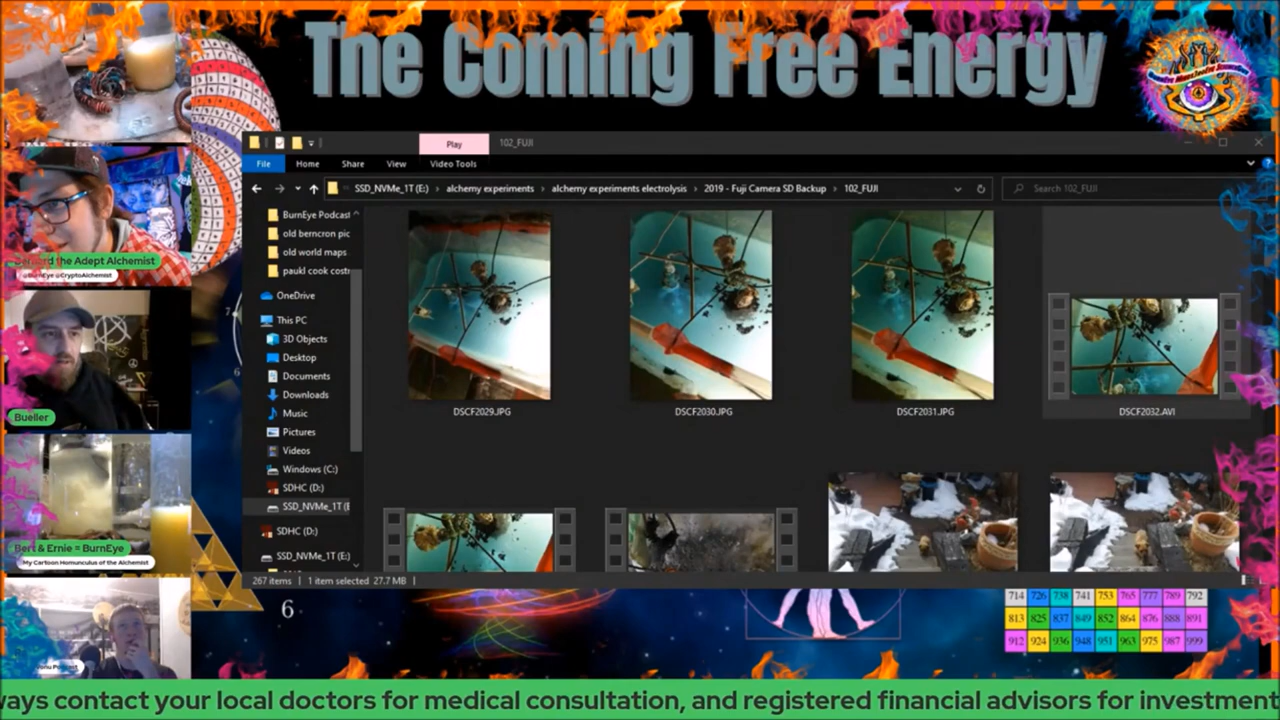 The Coming Free Energy
Play
102_FUJI
File
Home
Share
View
Video Tools
SSD_NVMe_1T (E:) › alchemy experiments › alchemy experiments electrolysis › 2019 - Fuji Camera SD Backup › 102_FUJI
Search 102_FUJI
BurnEye Podcast
old berncron pic
old world maps
paukl cook cost
OneDrive
This PC
3D Objects
Desktop
Documents
Downloads
Music
Pictures
Videos
Windows (C:)
SDHC (D:)
SSD_NVMe_1T (E
SDHC (D:)
SSD_NVMe_1T (E:)
DSCF2029.JPG
DSCF2030.JPG
DSCF2031.JPG
DSCF2032.AVI
267 items
1 item selected 27.7 MB
the Adept Alchemist
@BurnEye @CryptoAlchemist
Bueller
Bert & Ernie = BurnEye
My Cartoon Homunculus of the Alchemist
Podcast
6
714 726 738 741 753 765 777 789 792
813 825 837 849 852 864 876 888 891
912 924 936 948 951 963 975 987 999
ways contact your local doctors for medical consultation, and registered financial advisors for investment